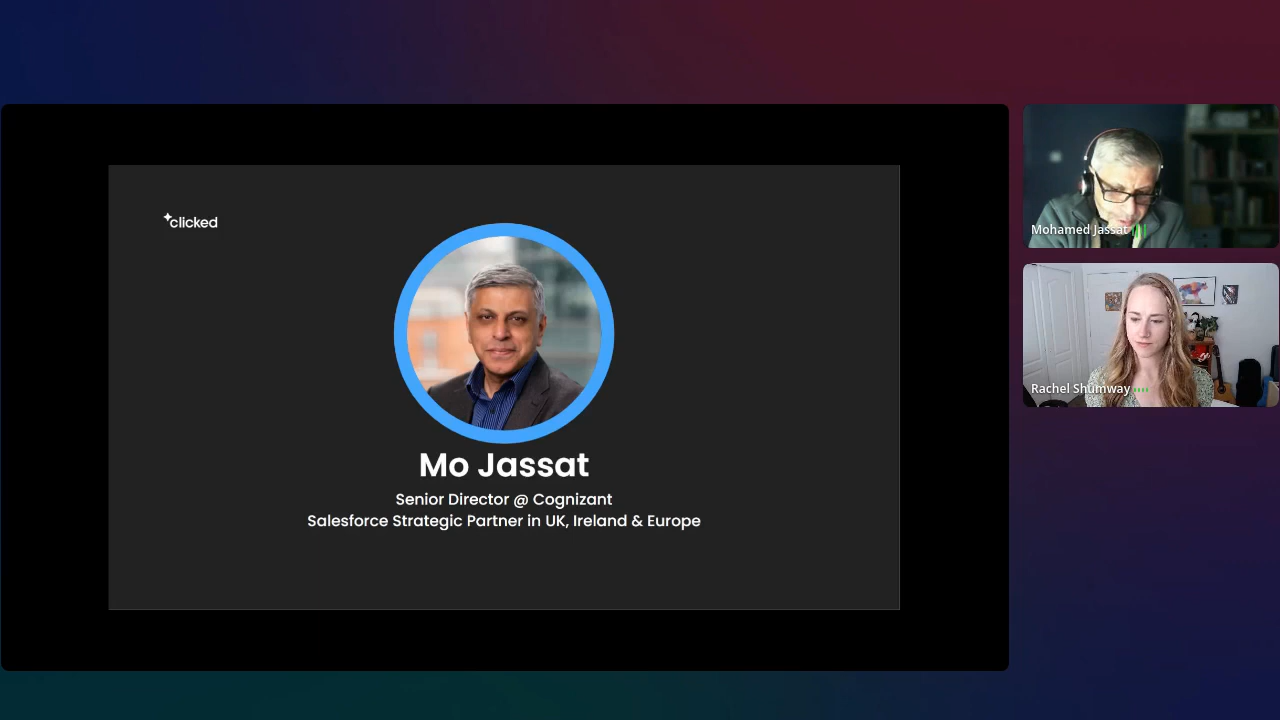 clicked
Mo Jassat
Senior Director @ Cognizant
Salesforce Strategic Partner in UK, Ireland & Europe
Mohamed Jassat
Rachel Shumway